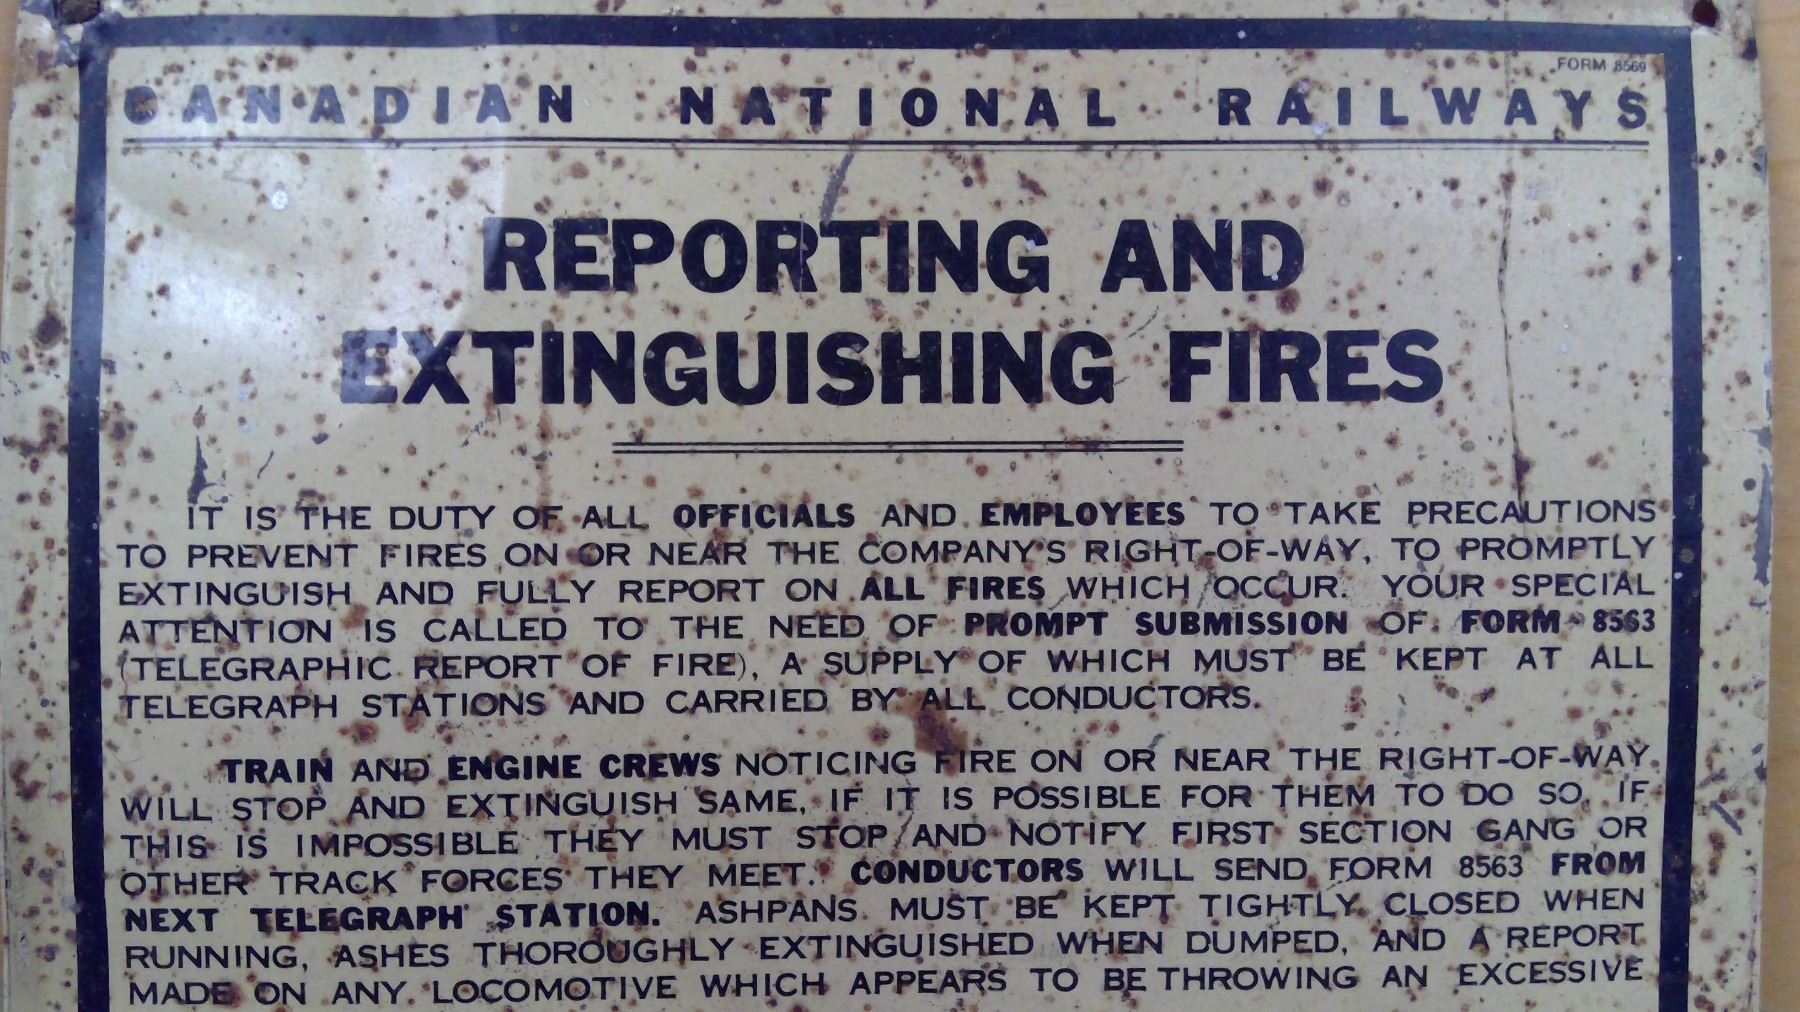 FORM 8569
CANADIAN NATIONAL RAILWAYS
REPORTING AND
EXTINGUISHING FIRES
IT IS THE DUTY OF ALL OFFICIALS AND EMPLOYEES TO TAKE PRECAUTIONS
TO PREVENT FIRES ON OR NEAR THE COMPANY'S RIGHT-OF-WAY, TO PROMPTLY
EXTINGUISH AND FULLY REPORT ON ALL FIRES WHICH OCCUR. YOUR SPECIAL
ATTENTION IS CALLED TO THE NEED OF PROMPT SUBMISSION OF FORM 8563
(TELEGRAPHIC REPORT OF FIRE), A SUPPLY OF WHICH MUST BE KEPT AT ALL
TELEGRAPH STATIONS AND CARRIED BY ALL CONDUCTORS.
TRAIN AND ENGINE CREWS NOTICING FIRE ON OR NEAR THE RIGHT-OF-WAY
WILL STOP AND EXTINGUISH SAME, IF IT IS POSSIBLE FOR THEM TO DO SO. IF
THIS IS IMPOSSIBLE THEY MUST STOP AND NOTIFY FIRST SECTION GANG OR
OTHER TRACK FORCES THEY MEET. CONDUCTORS WILL SEND FORM 8563 FROM
NEXT TELEGRAPH STATION. ASHPANS MUST BE KEPT TIGHTLY CLOSED WHEN
RUNNING, ASHES THOROUGHLY EXTINGUISHED WHEN DUMPED, AND A REPORT
MADE ON ANY LOCOMOTIVE WHICH APPEARS TO BE THROWING AN EXCESSIVE